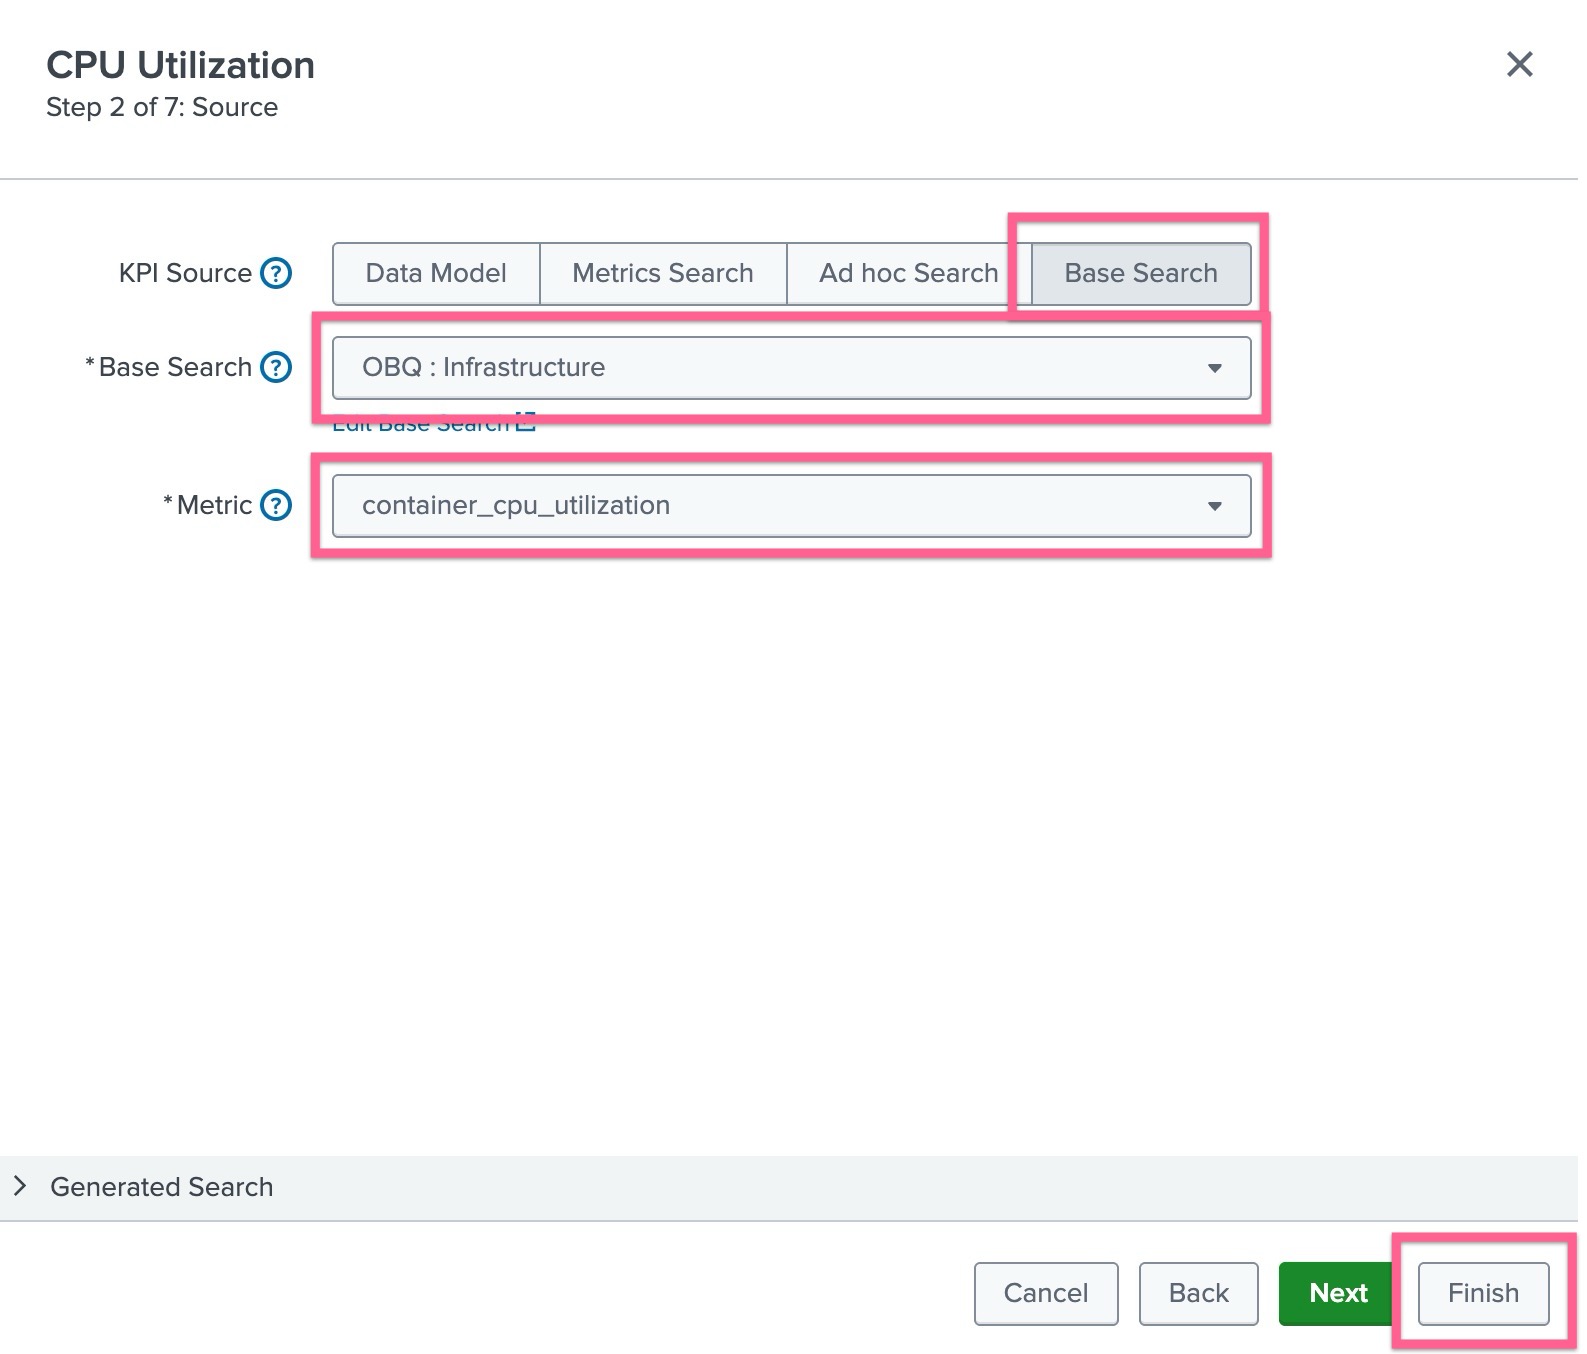 CPU Utilization
Step 2 of 7: Source
KPI Source ?
Data Model Metrics Search Ad hoc Search Base Search
*Base Search ?
OBQ : Infrastructure
Edit Base Search
*Metric ?
container_cpu_utilization
Generated Search
Cancel Back Next Finish